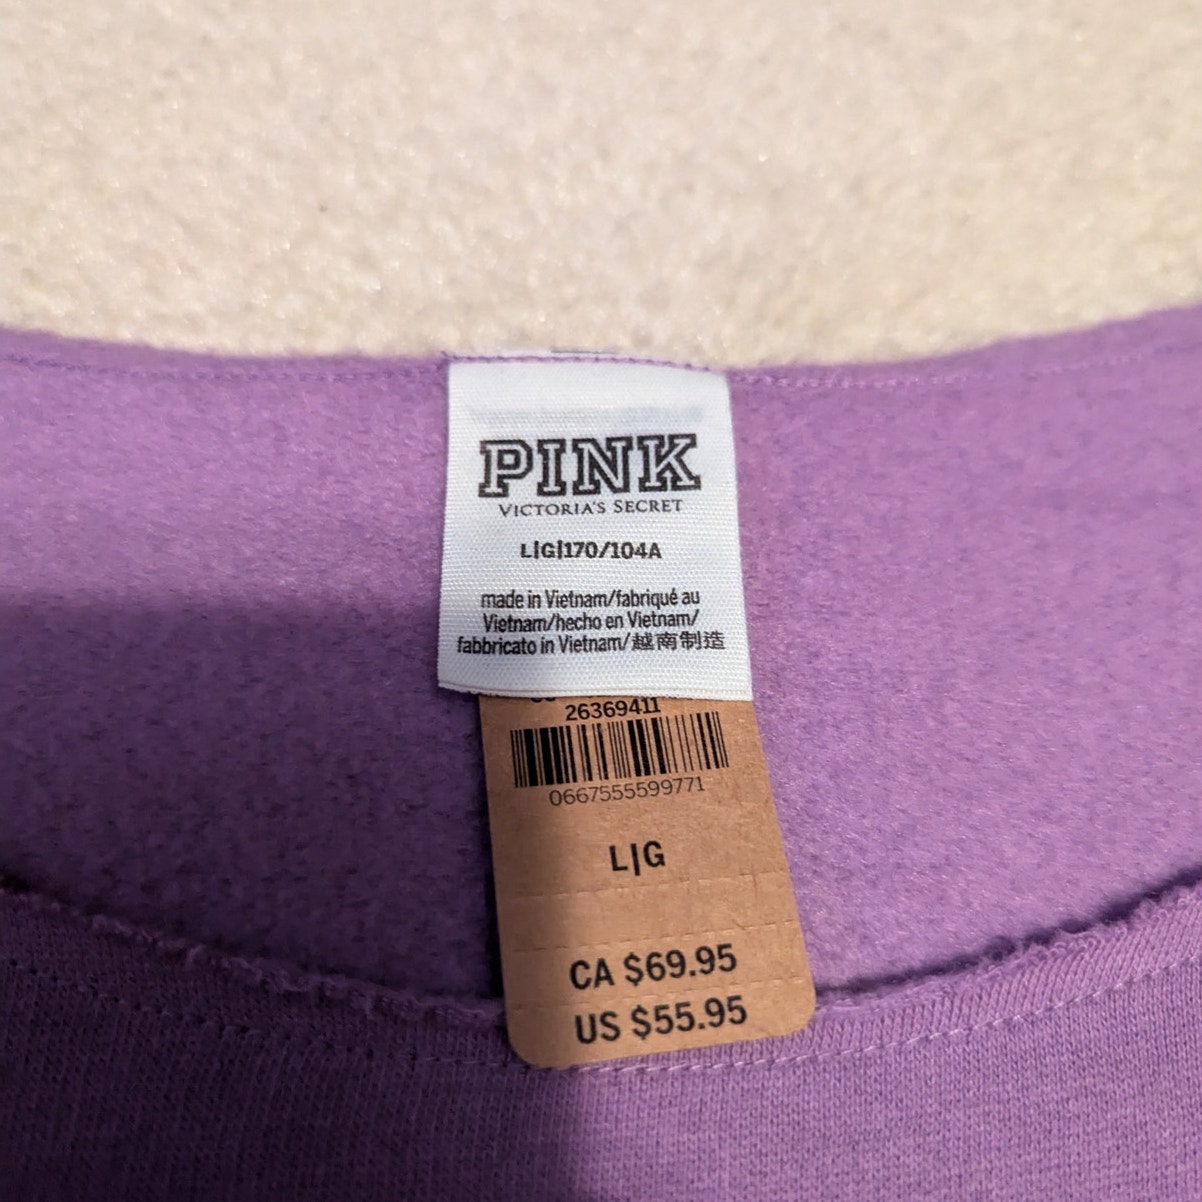 PINK
VICTORIA'S SECRET
L|G|170/104A
made in Vietnam/fabriqué au
Vietnam/hecho en Vietnam/
fabbricato in Vietnam/越南制造
26369411
0667555599771
L|G
CA $69.95
US $55.95